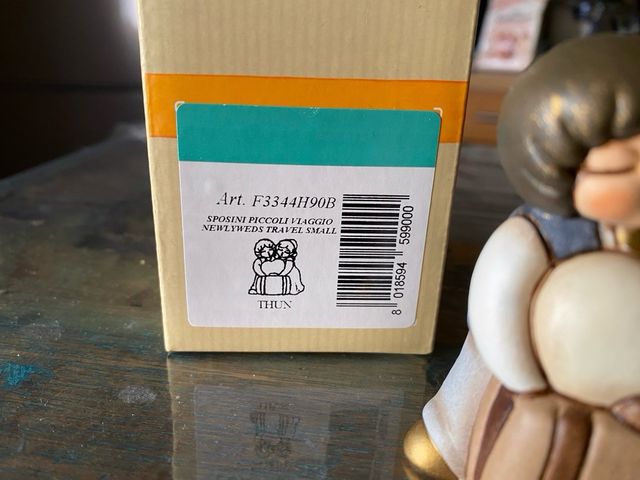 Art. F3344H90B
SPOSINI PICCOLI VIAGGIO
NEWLYWEDS TRAVEL SMALL
THUN
8 018594 599000